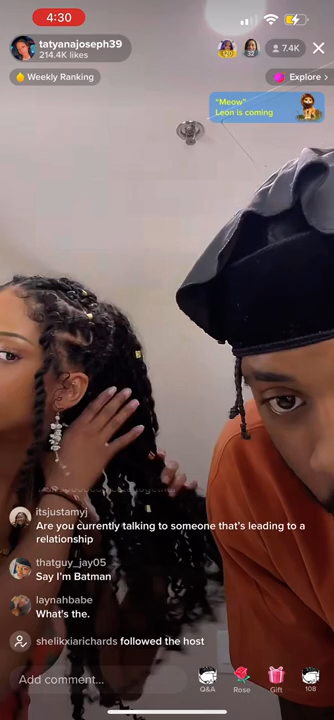 4:30
tatyanajoseph39
214.4K likes
7.4K
Weekly Ranking
Explore >
"Meow"
Leon is coming
itsjustamyj
Are you currently talking to someone that's leading to a
relationship
thatguy_jay05
Say I'm Batman
laynahbabe
What's the.
shelikxiarichards followed the host
Add comment...
Q&A
Rose
Gift
108